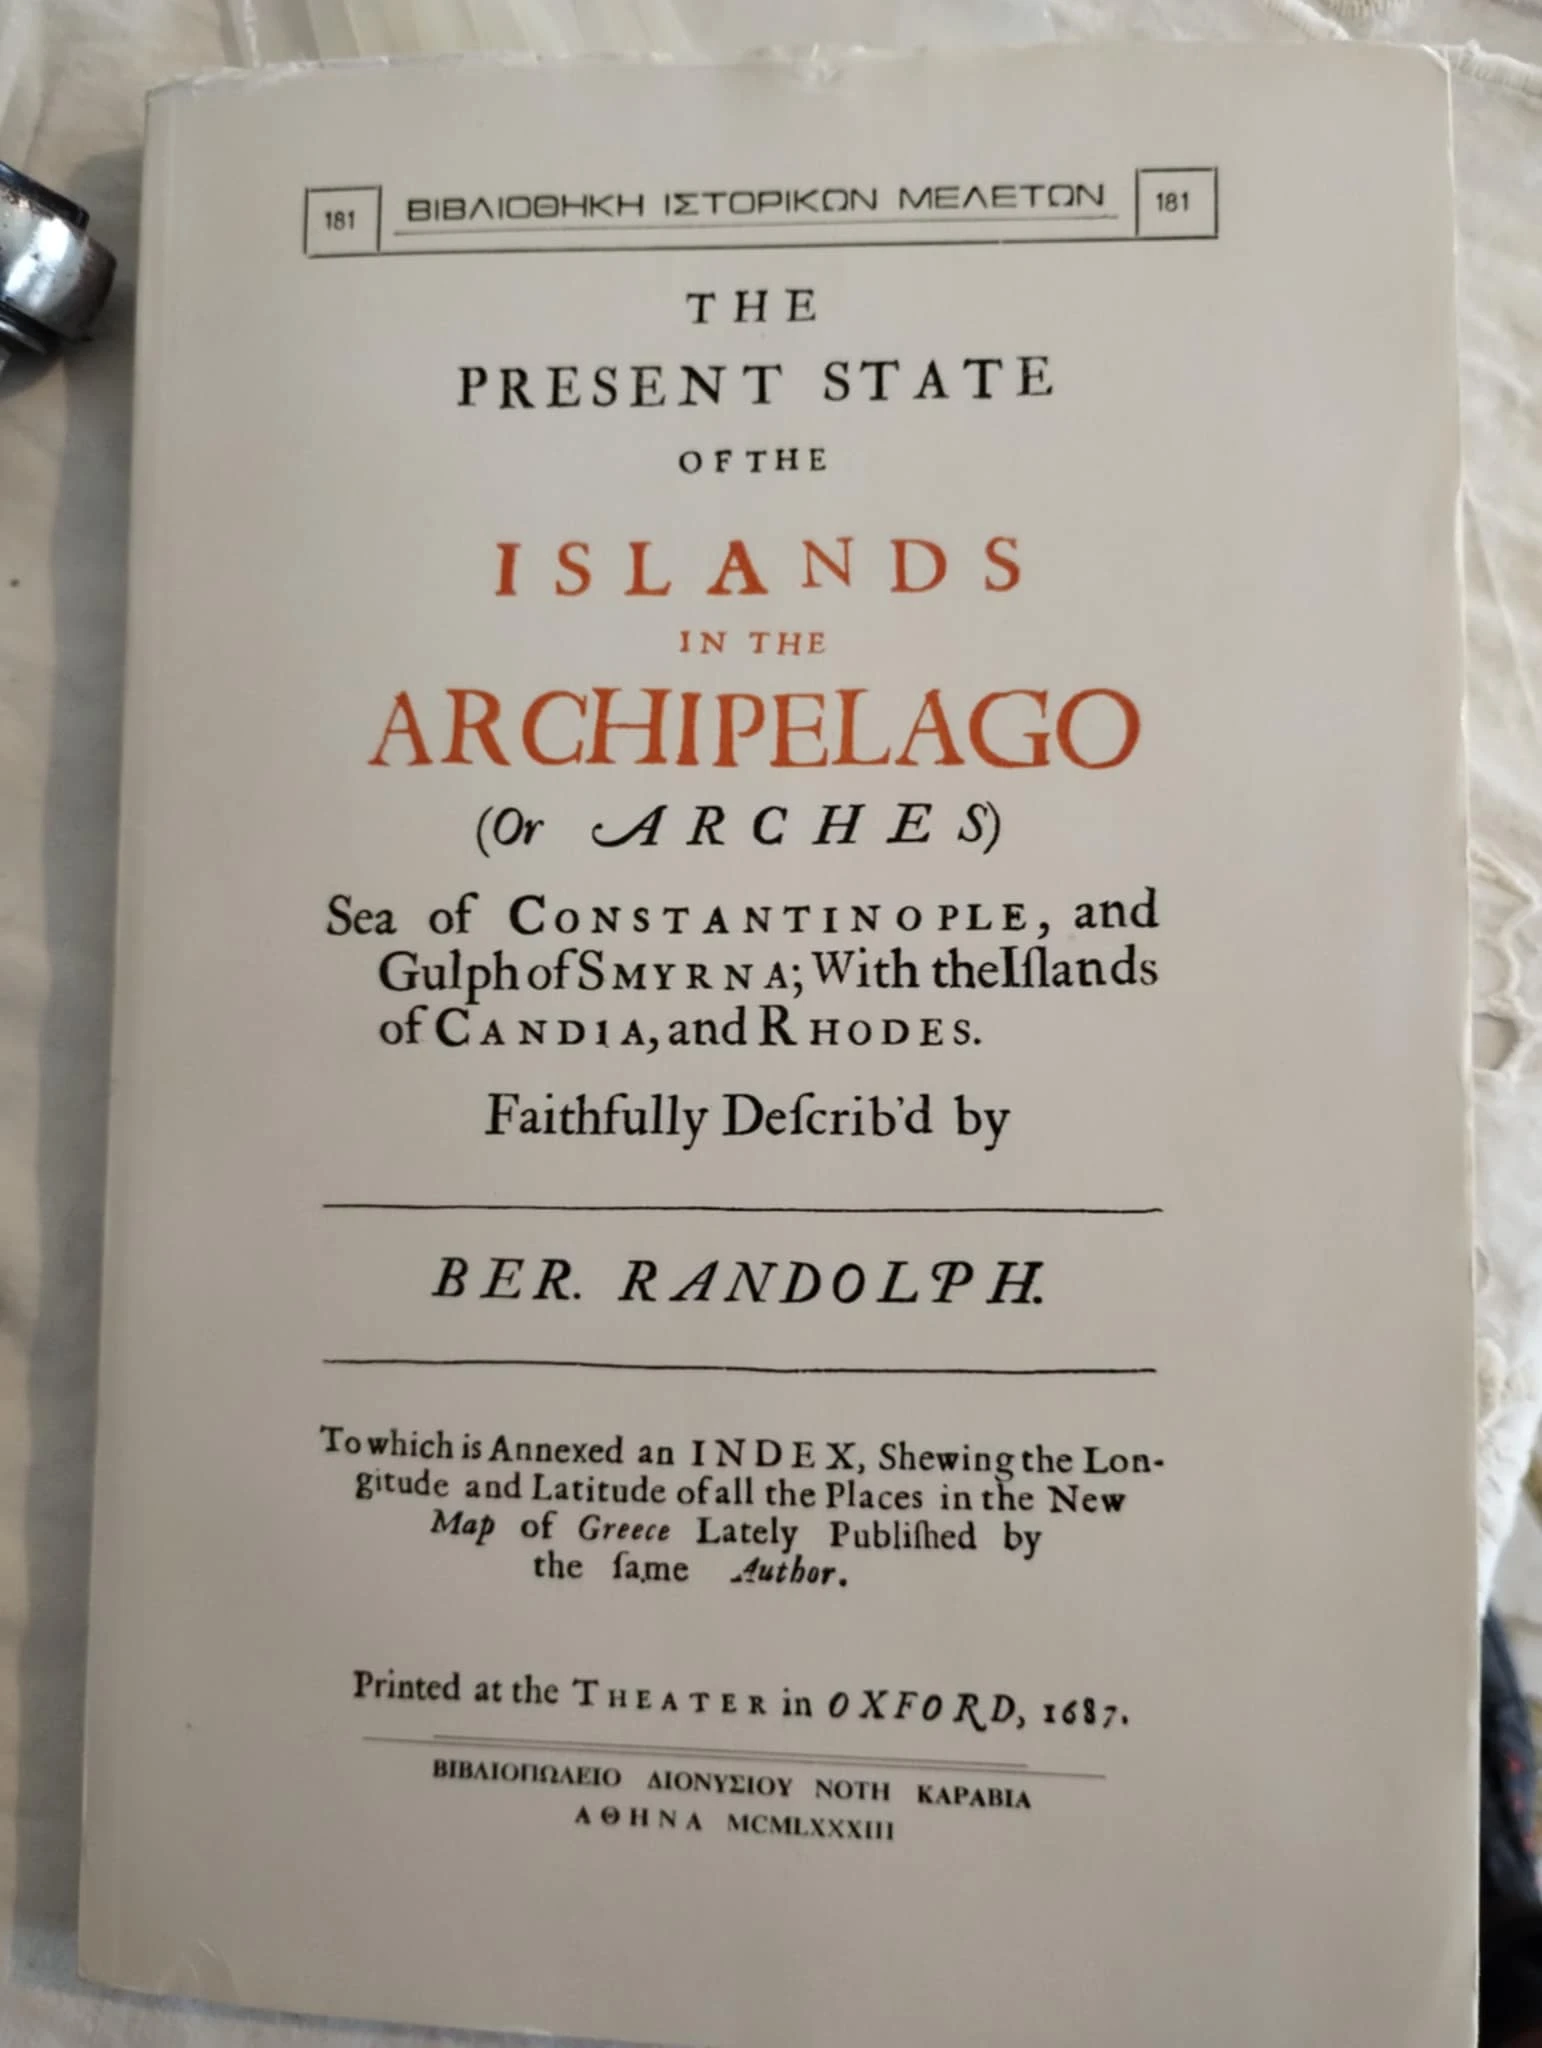 181 ΒΙΒΛΙΟΘΗΚΗ ΙΣΤΟΡΙΚΩΝ ΜΕΛΕΤΩΝ 181
THE
PRESENT STATE
OF THE
ISLANDS
IN THE
ARCHIPELAGO
(Or ARCHES)
Sea of CONSTANTINOPLE, and
Gulph of SMYRNA; With the Iſlands
of CANDIA, and RHODES.
Faithfully Deſcrib'd by
BER. RANDOLPH.
To which is Annexed an INDEX, Shewing the Lon-
gitude and Latitude of all the Places in the New
Map of Greece Lately Publiſhed by
the ſame Author.
Printed at the THEATER in OXFORD, 1687.
ΒΙΒΛΙΟΠΩΛΕΙΟ ΔΙΟΝΥΣΙΟΥ ΝΟΤΗ ΚΑΡΑΒΙΑ
ΑΘΗΝΑ MCMLXXXIII